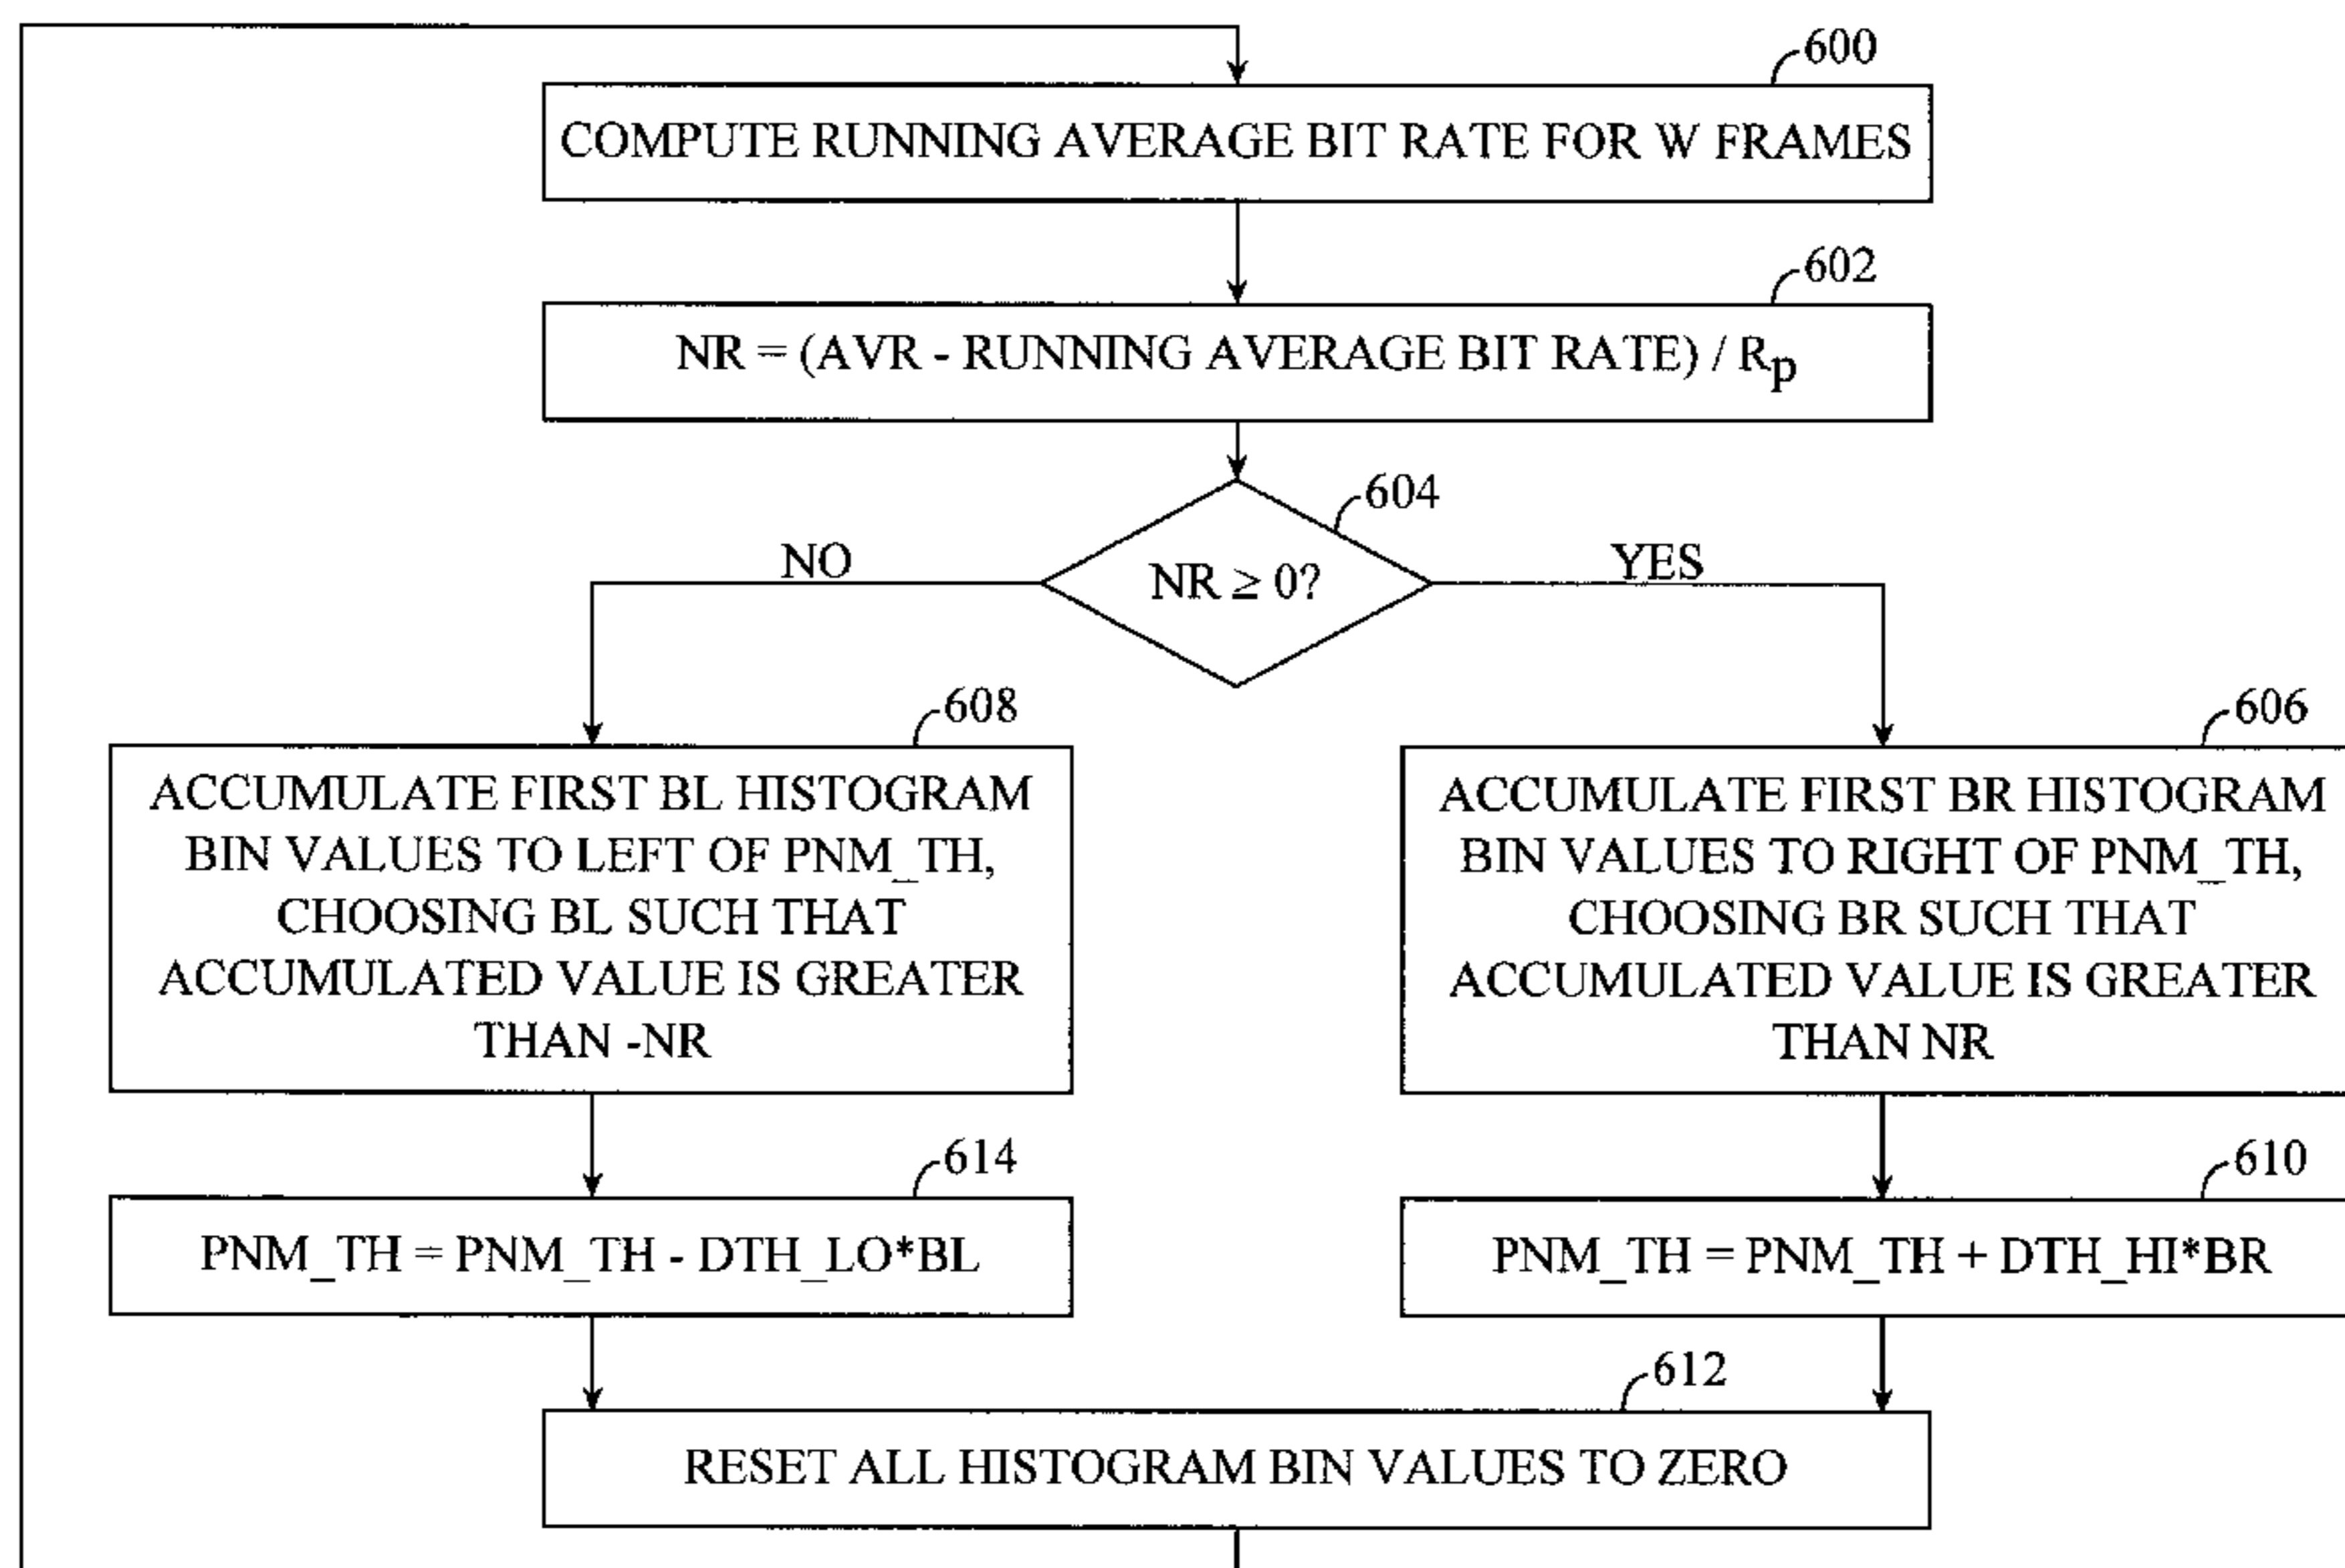 600
COMPUTE RUNNING AVERAGE BIT RATE FOR W FRAMES
602
NR = (AVR - RUNNING AVERAGE BIT RATE) / Rp
604
NO
NR ≥ 0?
YES
608
ACCUMULATE FIRST BL HISTOGRAM
BIN VALUES TO LEFT OF PNM_TH,
CHOOSING BL SUCH THAT
ACCUMULATED VALUE IS GREATER
THAN -NR
606
ACCUMULATE FIRST BR HISTOGRAM
BIN VALUES TO RIGHT OF PNM_TH,
CHOOSING BR SUCH THAT
ACCUMULATED VALUE IS GREATER
THAN NR
614
PNM_TH = PNM_TH - DTH_LO*BL
610
PNM_TH = PNM_TH + DTH_HI*BR
612
RESET ALL HISTOGRAM BIN VALUES TO ZERO